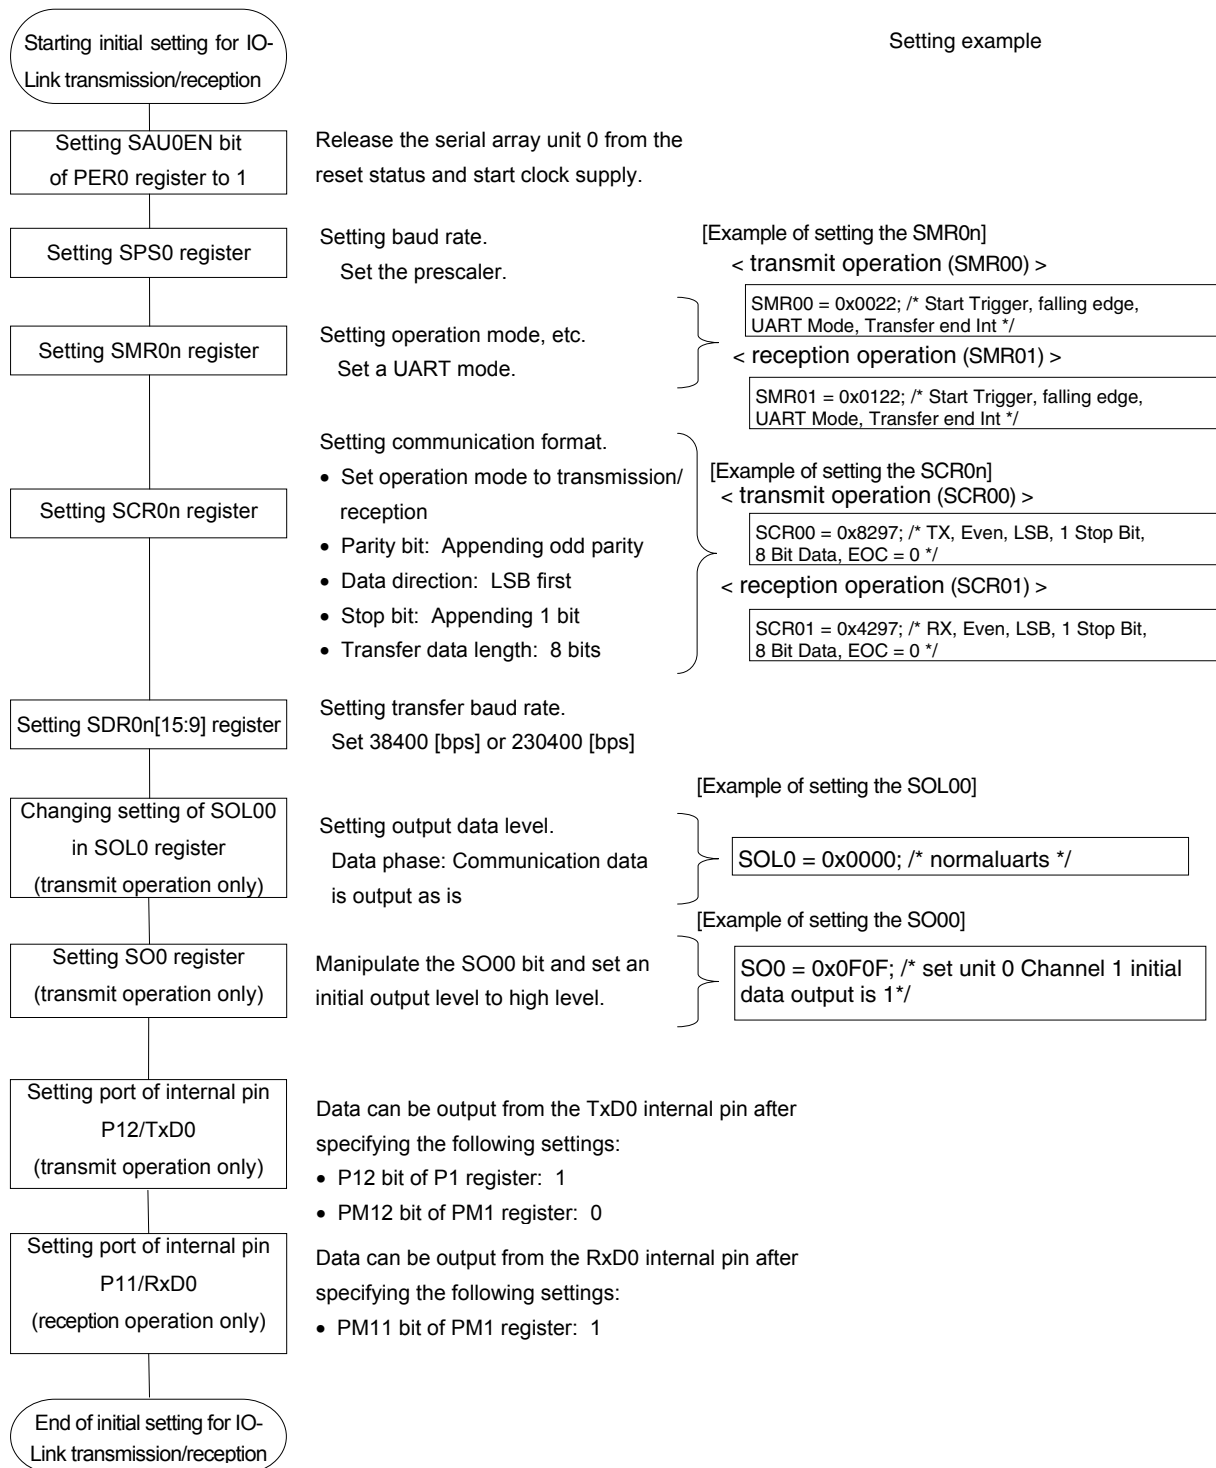 Starting initial setting for IO-
Link transmission/reception
Setting example
Setting SAU0EN bit
of PER0 register to 1
Release the serial array unit 0 from the
reset status and start clock supply.
Setting SPS0 register
Setting baud rate.
Set the prescaler.
[Example of setting the SMR0n]
< transmit operation (SMR00) >
SMR00 = 0x0022; /* Start Trigger, falling edge,
UART Mode, Transfer end Int */
Setting SMR0n register
Setting operation mode, etc.
Set a UART mode.
< reception operation (SMR01) >
SMR01 = 0x0122; /* Start Trigger, falling edge,
UART Mode, Transfer end Int */
Setting SCR0n register
Setting communication format.
• Set operation mode to transmission/
reception
• Parity bit: Appending odd parity
• Data direction: LSB first
• Stop bit: Appending 1 bit
• Transfer data length: 8 bits
[Example of setting the SCR0n]
< transmit operation (SCR00) >
SCR00 = 0x8297; /* TX, Even, LSB, 1 Stop Bit,
8 Bit Data, EOC = 0 */
< reception operation (SCR01) >
SCR01 = 0x4297; /* RX, Even, LSB, 1 Stop Bit,
8 Bit Data, EOC = 0 */
Setting SDR0n[15:9] register
Setting transfer baud rate.
Set 38400 [bps] or 230400 [bps]
Changing setting of SOL00
in SOL0 register
(transmit operation only)
Setting output data level.
Data phase: Communication data
is output as is
[Example of setting the SOL00]
SOL0 = 0x0000; /* normaluarts */
Setting SO0 register
(transmit operation only)
Manipulate the SO00 bit and set an
initial output level to high level.
[Example of setting the SO00]
SO0 = 0x0F0F; /* set unit 0 Channel 1 initial
data output is 1*/
Setting port of internal pin
P12/TxD0
(transmit operation only)
Data can be output from the TxD0 internal pin after
specifying the following settings:
• P12 bit of P1 register: 1
• PM12 bit of PM1 register: 0
Setting port of internal pin
P11/RxD0
(reception operation only)
Data can be output from the RxD0 internal pin after
specifying the following settings:
• PM11 bit of PM1 register: 1
End of initial setting for IO-
Link transmission/reception